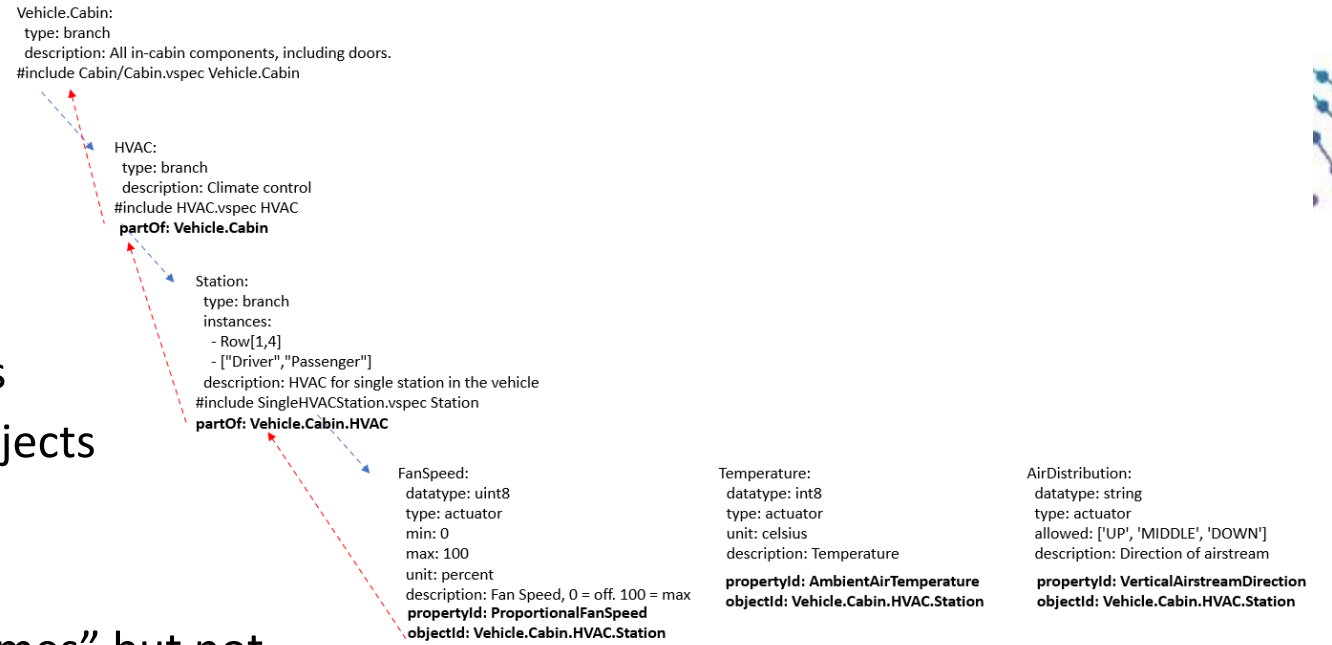 Vehicle.Cabin:
type: branch
description: All in-cabin components, including doors.
#include Cabin/Cabin.vspec Vehicle.Cabin
HVAC:
type: branch
description: Climate control
#include HVAC.vspec HVAC
partOf: Vehicle.Cabin
Station:
type: branch
instances:
- Row[1,4]
- ["Driver","Passenger"]
description: HVAC for single station in the vehicle
#include SingleHVACStation.vspec Station
partOf: Vehicle.Cabin.HVAC
FanSpeed:
datatype: uint8
type: actuator
min: 0
max: 100
unit: percent
description: Fan Speed, 0 = off. 100 = max
propertyId: ProportionalFanSpeed
objectId: Vehicle.Cabin.HVAC.Station
Temperature:
datatype: int8
type: actuator
unit: celsius
description: Temperature
propertyId: AmbientAirTemperature
objectId: Vehicle.Cabin.HVAC.Station
AirDistribution:
datatype: string
type: actuator
allowed: ['UP', 'MIDDLE', 'DOWN']
description: Direction of airstream
propertyId: VerticalAirstreamDirection
objectId: Vehicle.Cabin.HVAC.Station
s
jects
mes” but not